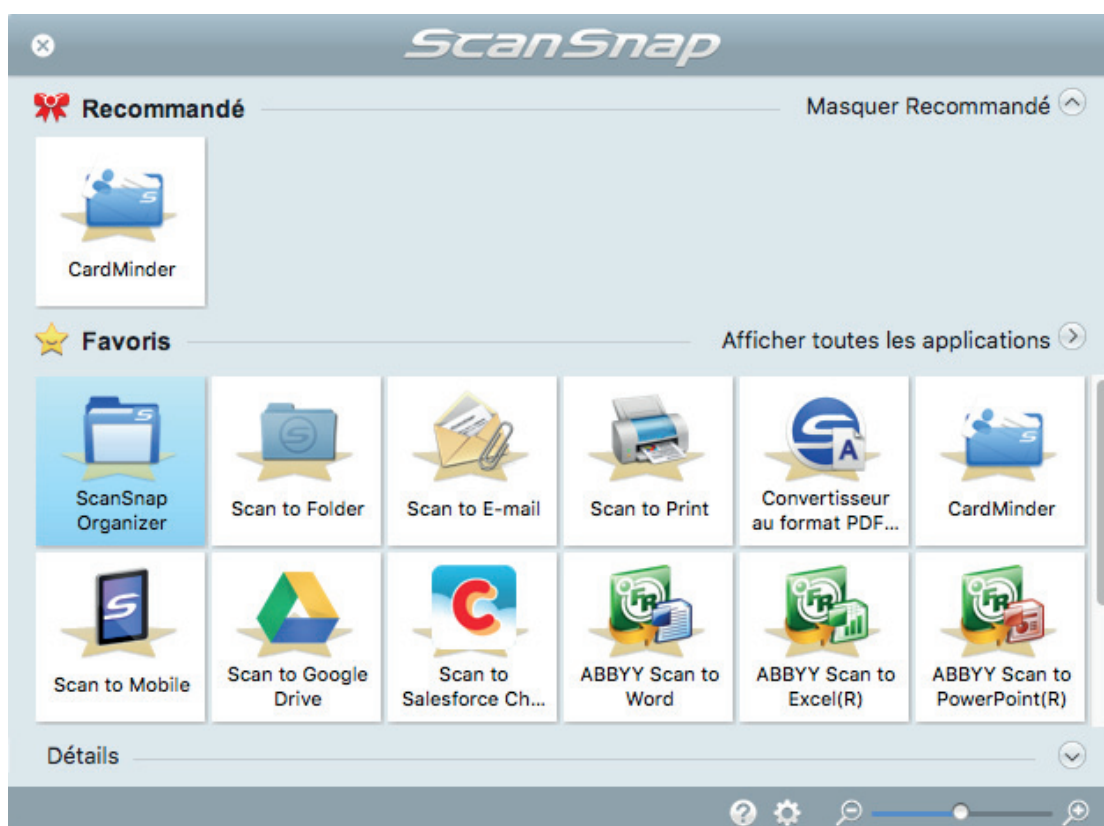 ScanSnap
Recommandé
Masquer Recommandé
CardMinder
Favoris
Afficher toutes les applications
ScanSnap
Organizer
Scan to Folder
Scan to E-mail
Scan to Print
Convertisseur
au format PDF...
CardMinder
Scan to Mobile
Scan to Google
Drive
Scan to
Salesforce Ch...
ABBYY Scan to
Word
ABBYY Scan to
Excel(R)
ABBYY Scan to
PowerPoint(R)
Détails